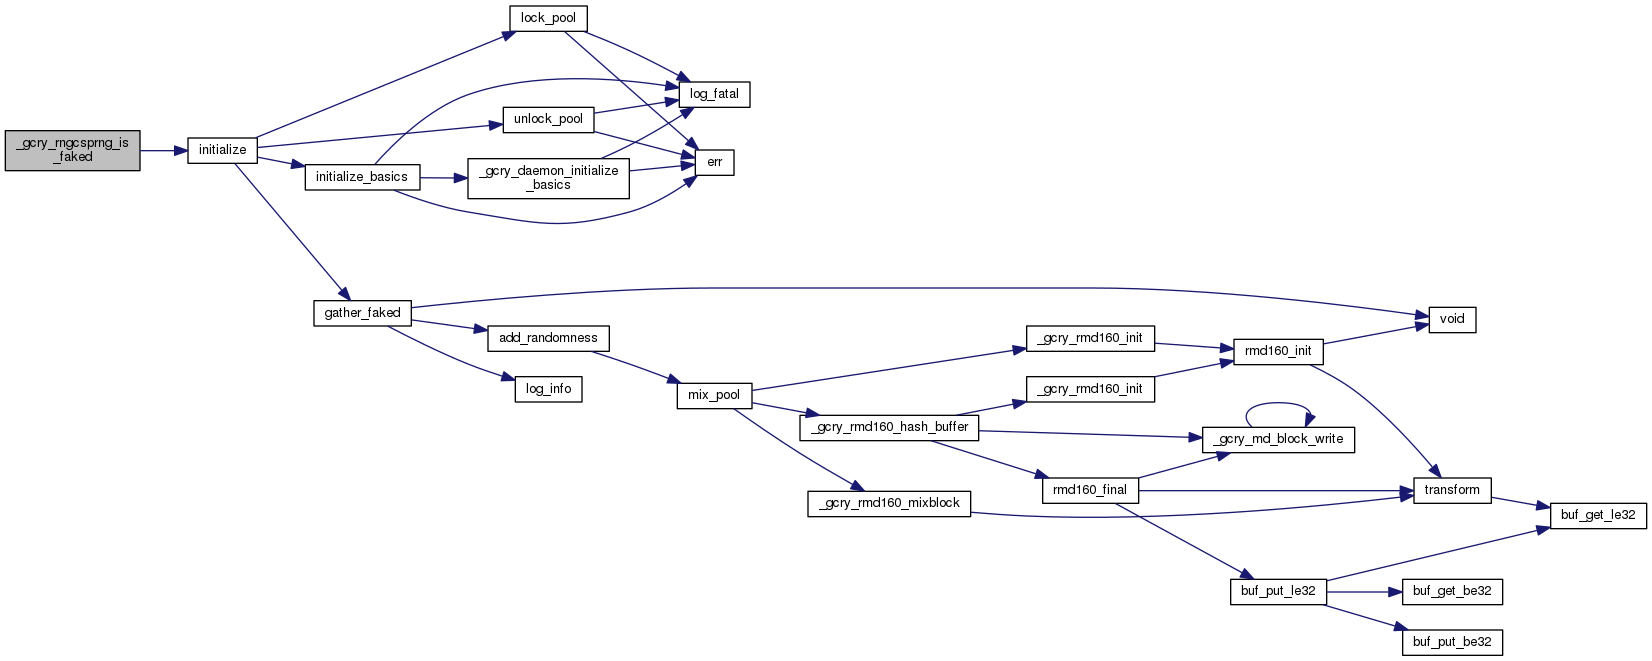 lock_pool
log_fatal
unlock_pool
_gcry_rngcsprng_is
_faked
initialize
err
initialize_basics
_gcry_daemon_initialize
_basics
gather_faked
void
add_randomness
_gcry_rmd160_init
rmd160_init
log_info
mix_pool
_gcry_rmd160_init
_gcry_rmd160_hash_buffer
_gcry_md_block_write
rmd160_final
transform
_gcry_rmd160_mixblock
buf_get_le32
buf_put_le32
buf_get_be32
buf_put_be32